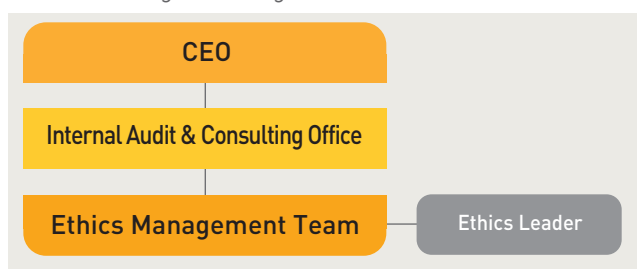 CEO
Internal Audit & Consulting Office
Ethics Management Team
Ethics Leader